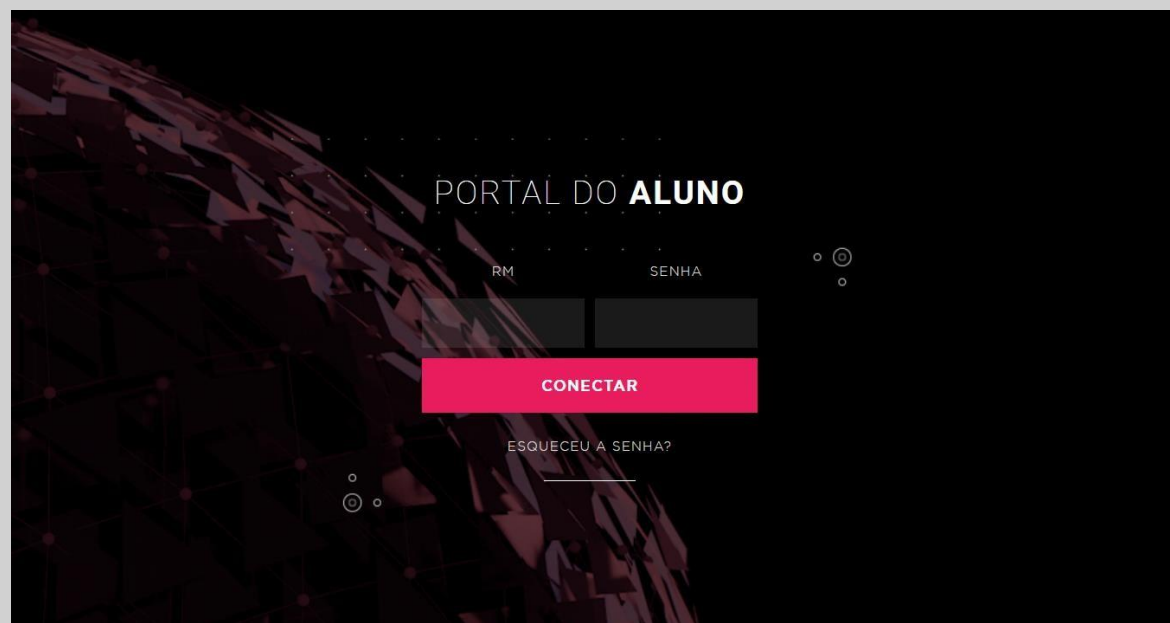 PORTAL DO ALUNO
RM SENHA
CONECTAR
ESQUECEU A SENHA?